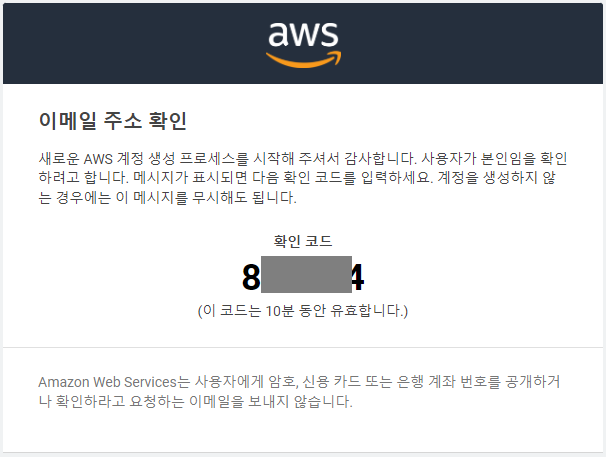 aws
이메일 주소 확인
새로운 AWS 계정 생성 프로세스를 시작해 주셔서 감사합니다. 사용자가 본인임을 확인
하려고 합니다. 메시지가 표시되면 다음 확인 코드를 입력하세요. 계정을 생성하지 않
는 경우에는 이 메시지를 무시해도 됩니다.
확인 코드
8 4
(이 코드는 10분 동안 유효합니다.)
Amazon Web Services는 사용자에게 암호, 신용 카드 또는 은행 계좌 번호를 공개하거
나 확인하라고 요청하는 이메일을 보내지 않습니다.